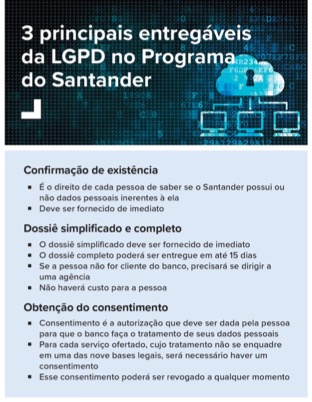 3 principais entregáveis
da LGPD no Programa
do Santander
Confirmação de existência
▪ É o direito de cada pessoa de saber se o Santander possui ou
não dados pessoais inerentes à ela
▪ Deve ser fornecido de imediato
Dossiê simplificado e completo
▪ O dossiê simplificado deve ser fornecido de imediato
▪ O dossiê completo poderá ser entregue em até 15 dias
▪ Se a pessoa não for cliente do banco, precisará se dirigir a
uma agência
▪ Não haverá custo para a pessoa
Obtenção do consentimento
▪ Consentimento é a autorização que deve ser dada pela pessoa
para que o banco faça o tratamento de seus dados pessoais
▪ Para cada serviço ofertado, cujo tratamento não se enquadre
em uma das nove bases legais, será necessário haver um
consentimento
▪ Esse consentimento poderá ser revogado a qualquer momento